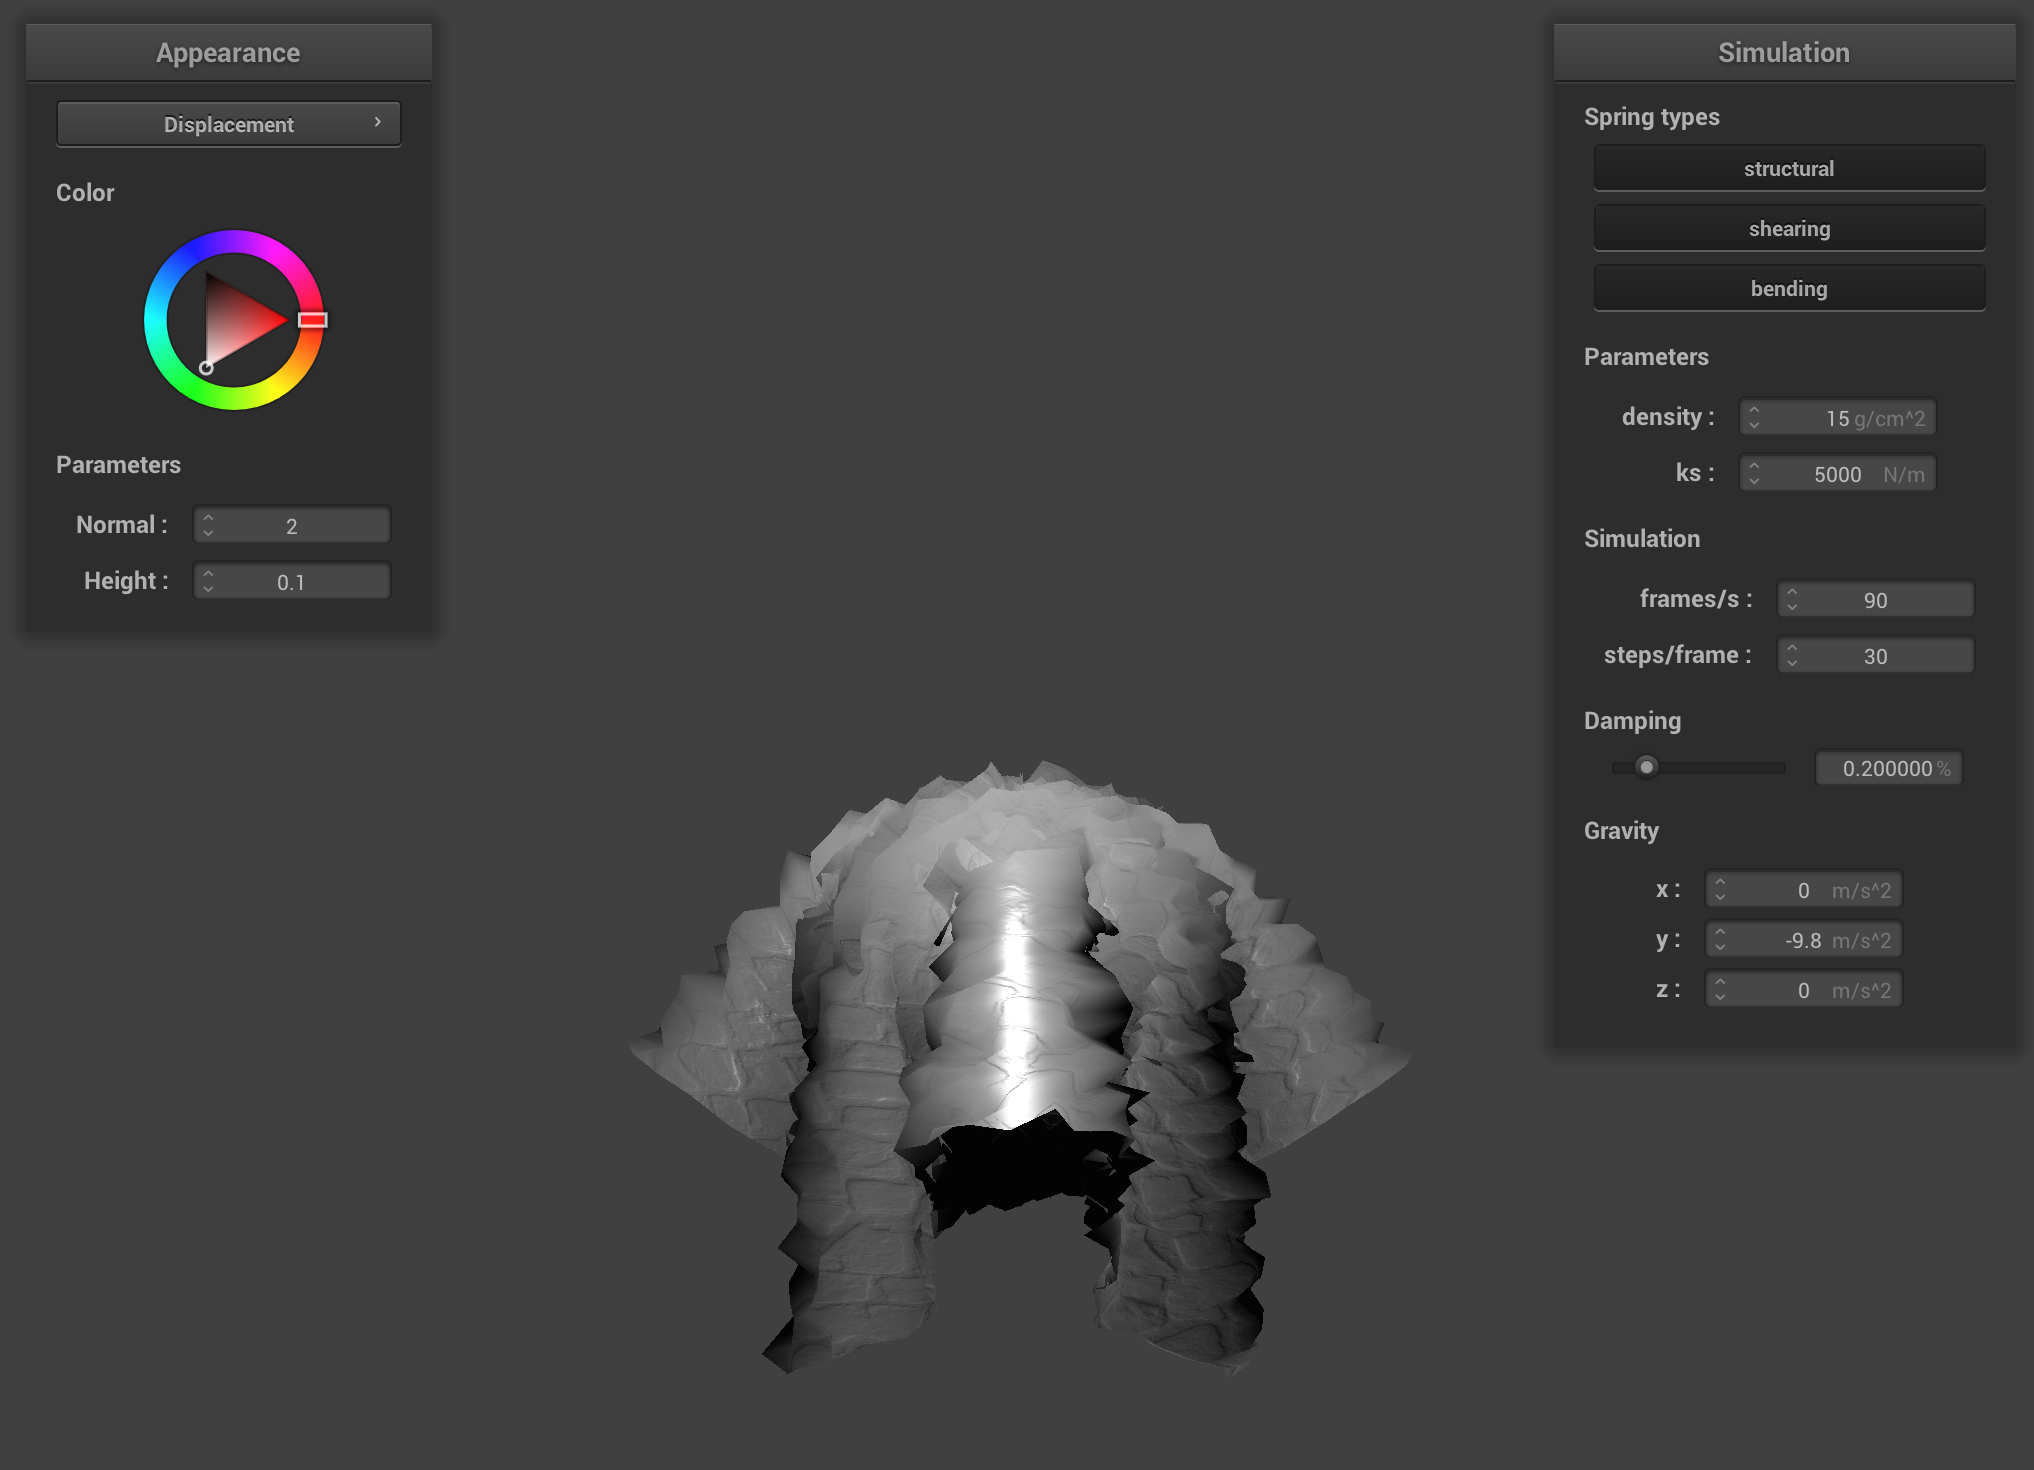 Appearance
Displacement
Color
Parameters
Normal : 2
Height : 0.1
Simulation
Spring types
structural
shearing
bending
Parameters
density : 15 g/cm^2
ks : 5000 N/m
Simulation
frames/s : 90
steps/frame : 30
Damping
0.200000 %
Gravity
x : 0 m/s^2
y : -9.8 m/s^2
z : 0 m/s^2